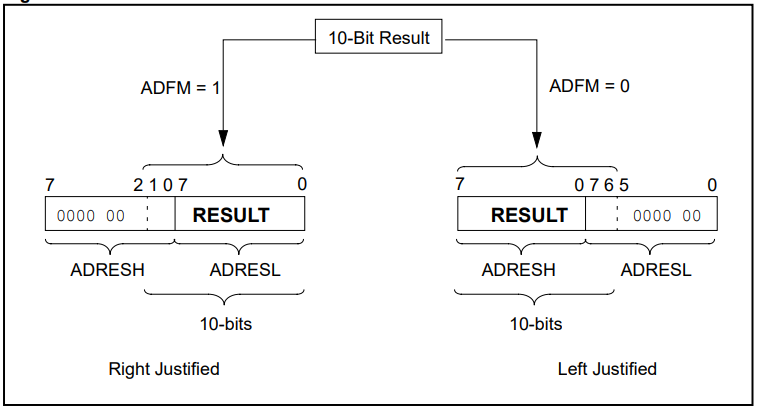 10-Bit Result
ADFM = 1
ADFM = 0
7 2 1 0 7 0
7 0 7 6 5 0
0000 00 RESULT
RESULT 0000 00
ADRESH ADRESL
ADRESH ADRESL
10-bits
10-bits
Right Justified
Left Justified